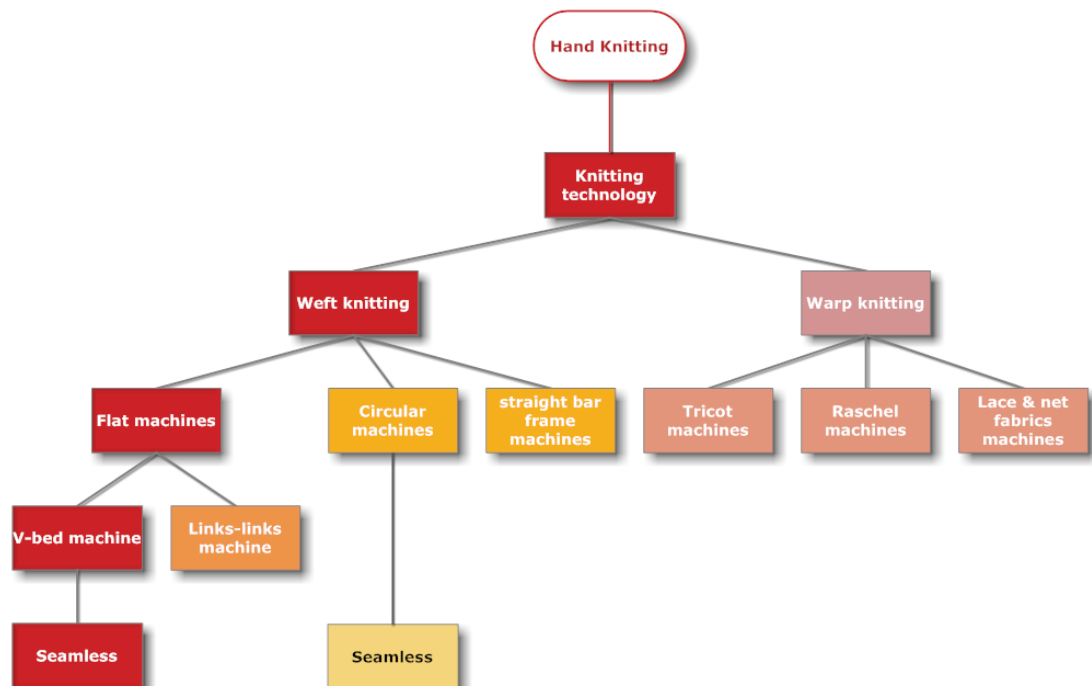 Hand Knitting
Knitting
technology
Weft knitting
Warp knitting
Flat machines
Circular
machines
straight bar
frame
machines
Tricot
machines
Raschel
machines
Lace & net
fabrics
machines
V-bed machine
Links-links
machine
Seamless
Seamless